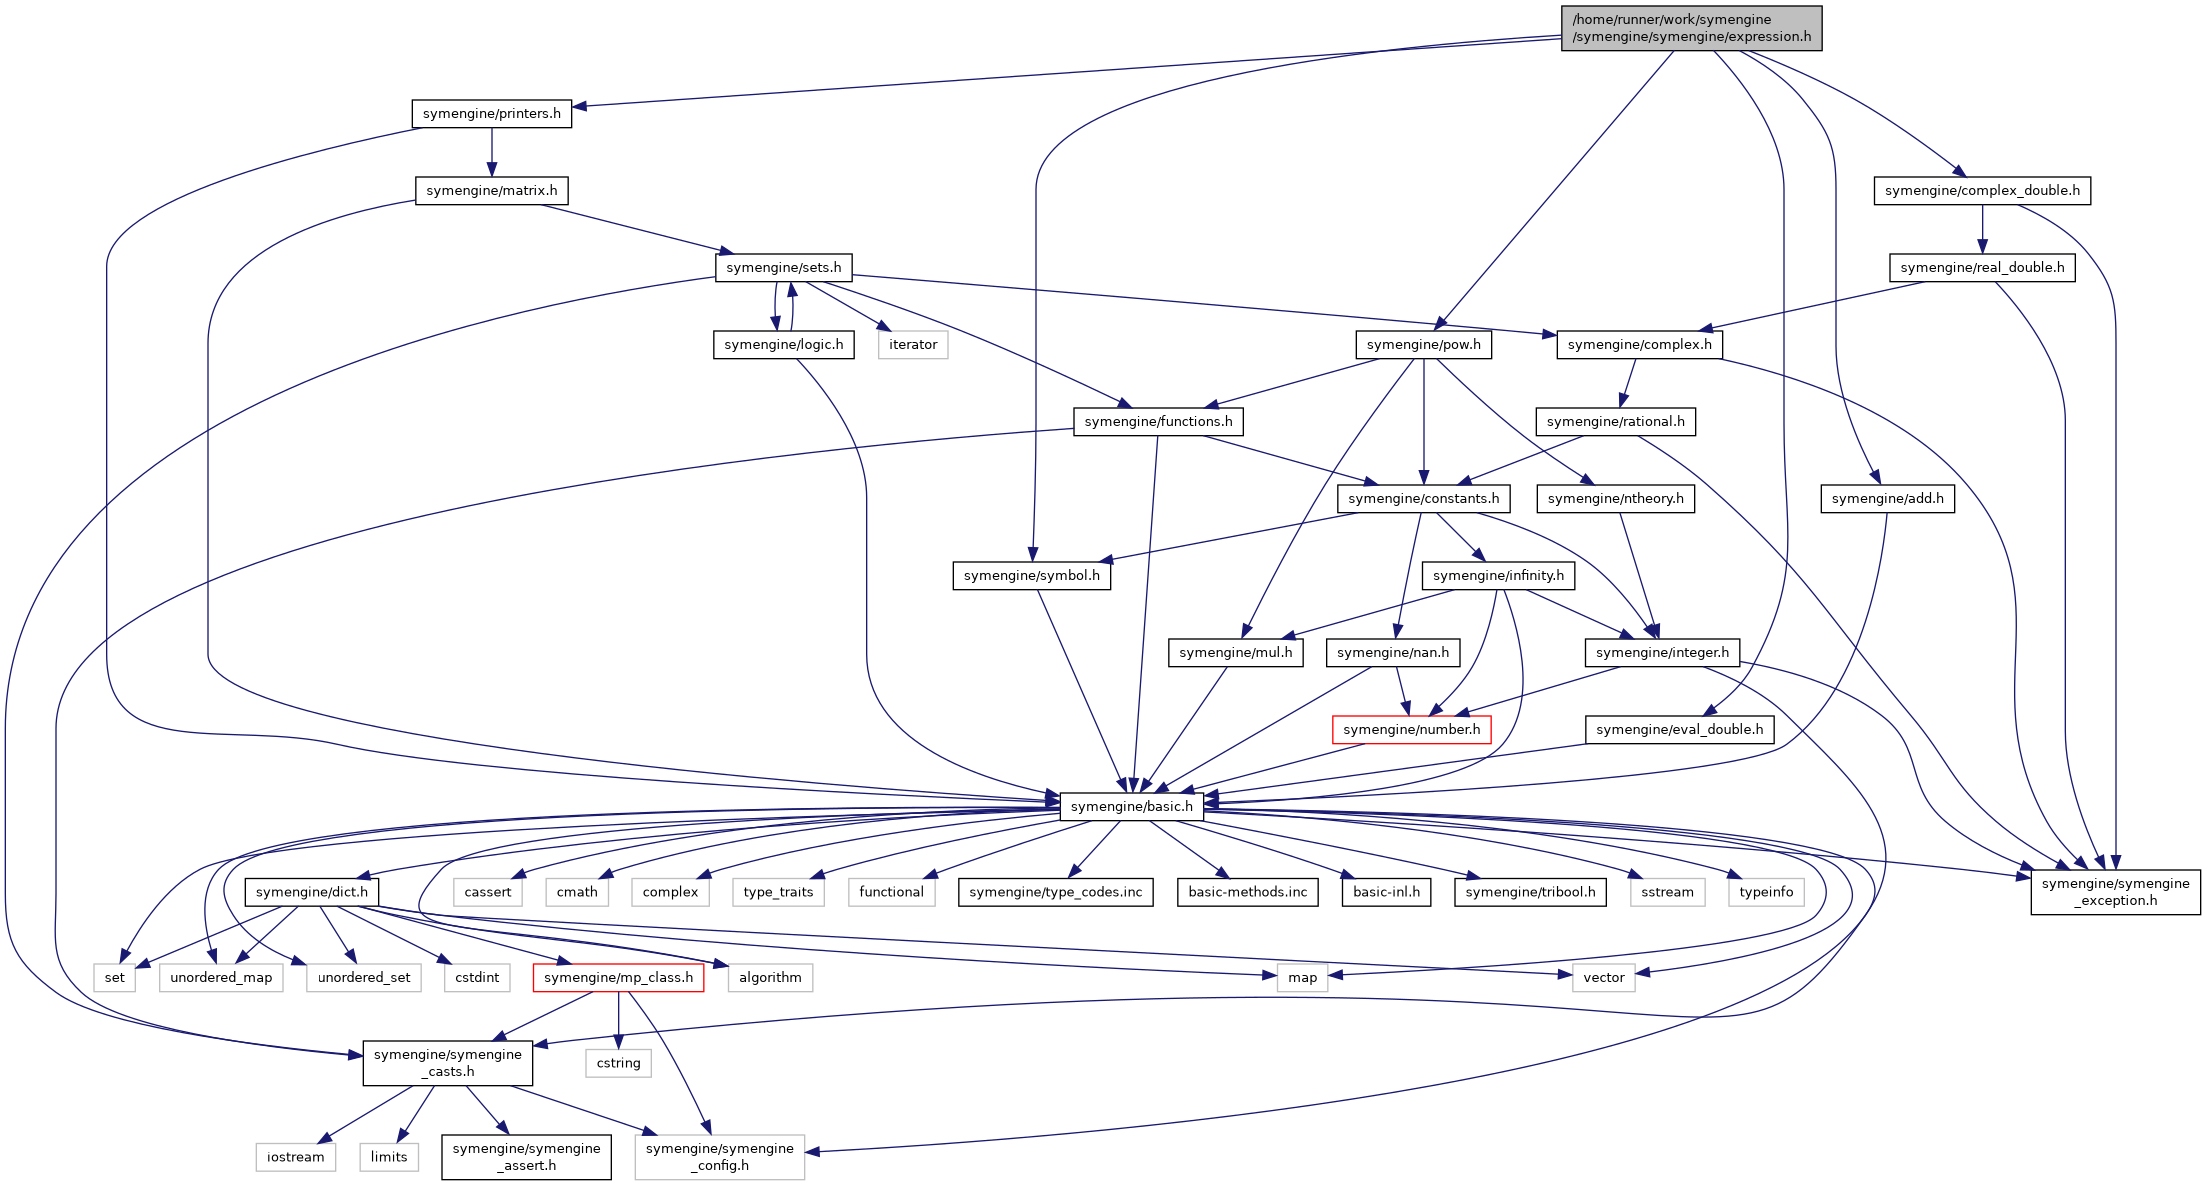 /home/runner/work/symengine
/symengine/symengine/expression.h
symengine/printers.h
symengine/matrix.h
symengine/complex_double.h
symengine/sets.h
symengine/real_double.h
symengine/logic.h
iterator
symengine/pow.h
symengine/complex.h
symengine/functions.h
symengine/rational.h
symengine/constants.h
symengine/ntheory.h
symengine/add.h
symengine/symbol.h
symengine/infinity.h
symengine/mul.h
symengine/nan.h
symengine/integer.h
symengine/number.h
symengine/eval_double.h
symengine/basic.h
symengine/dict.h
cassert
cmath
complex
type_traits
functional
symengine/type_codes.inc
basic-methods.inc
basic-inl.h
symengine/tribool.h
sstream
typeinfo
symengine/symengine
_exception.h
set
unordered_map
unordered_set
cstdint
symengine/mp_class.h
algorithm
map
vector
symengine/symengine
_casts.h
cstring
iostream
limits
symengine/symengine
_assert.h
symengine/symengine
_config.h